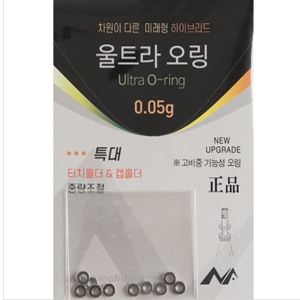 차원이 다른 미래형 하이브리드
울트라 오링
Ultra O-ring
0.05g
NEW
UPGRADE
※ 고비중 기능성 오링
특대
터치홀더 & 캡홀더
중량조절
正品